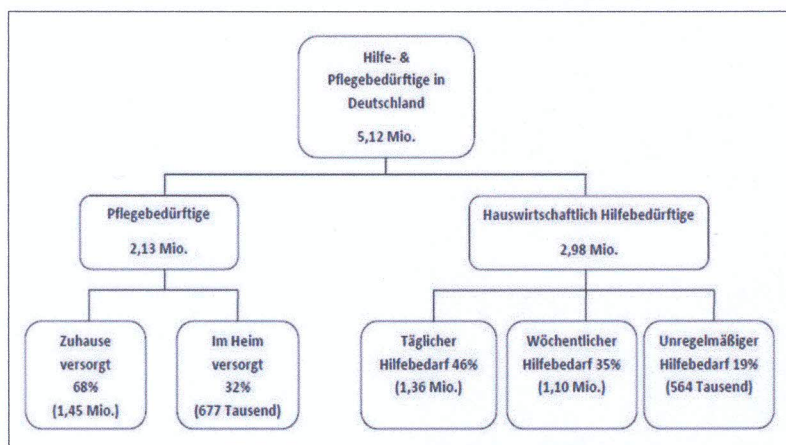 Hilfe- &
Pflegebedürftige in
Deutschland
5,12 Mio.
Pflegebedürftige
2,13 Mio.
Hauswirtschaftlich Hilfebedürftige
2,98 Mio.
Zuhause
versorgt
68%
(1,45 Mio.)
Im Heim
versorgt
32%
(677 Tausend)
Täglicher
Hilfebedarf 46%
(1,36 Mio.)
Wöchentlicher
Hilfebedarf 35%
(1,10 Mio.)
Unregelmäßiger
Hilfebedarf 19%
(564 Tausend)